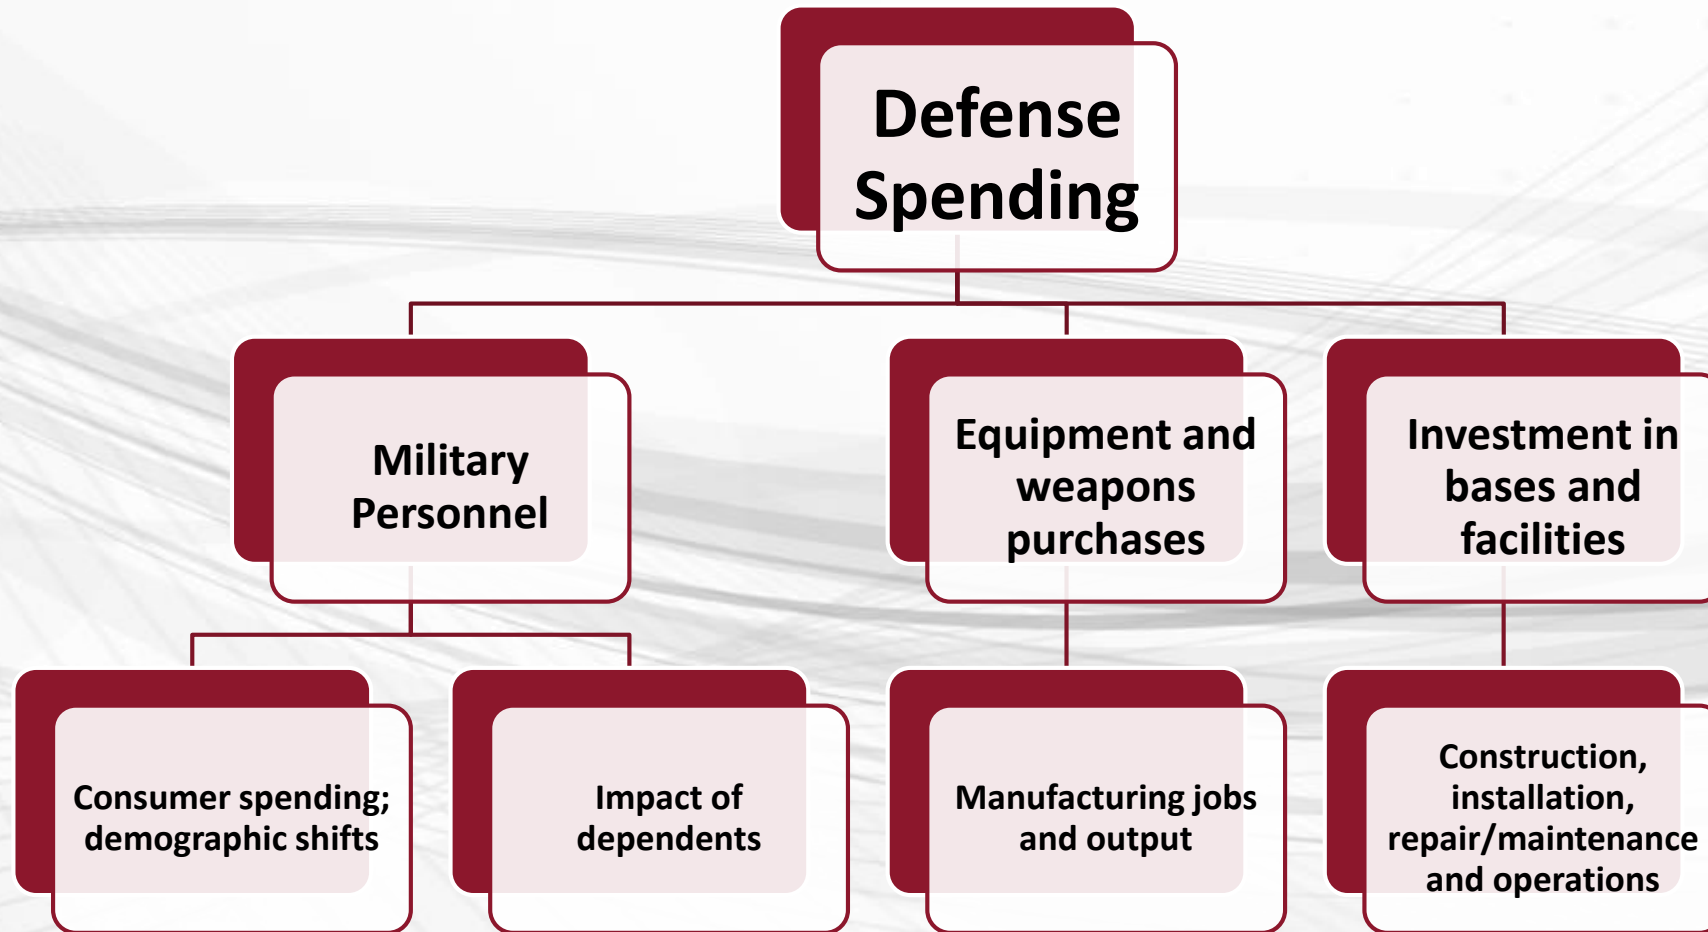 Defense
Spending
Military
Personnel
Equipment and
weapons
purchases
Investment in
bases and
facilities
Consumer spending;
demographic shifts
Impact of
dependents
Manufacturing jobs
and output
Construction,
installation,
repair/maintenance
and operations